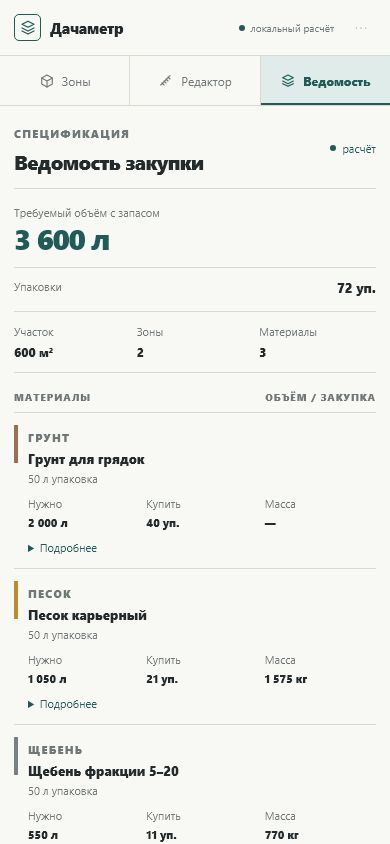 Дачаметр
локальный расчёт
Зоны
Редактор
Ведомость
СПЕЦИФИКАЦИЯ
Ведомость закупки
расчёт
Требуемый объём с запасом
3 600 л
Упаковки
72 уп.
Участок Зоны Материалы
600 м² 2 3
МАТЕРИАЛЫ ОБЪЁМ / ЗАКУПКА
ГРУНТ
Грунт для грядок
50 л упаковка
Нужно Купить Масса
2 000 л 40 уп. —
Подробнее
ПЕСОК
Песок карьерный
50 л упаковка
Нужно Купить Масса
1 050 л 21 уп. 1 575 кг
Подробнее
ЩЕБЕНЬ
Щебень фракции 5–20
50 л упаковка
Нужно Купить Масса
550 л 11 уп. 770 кг